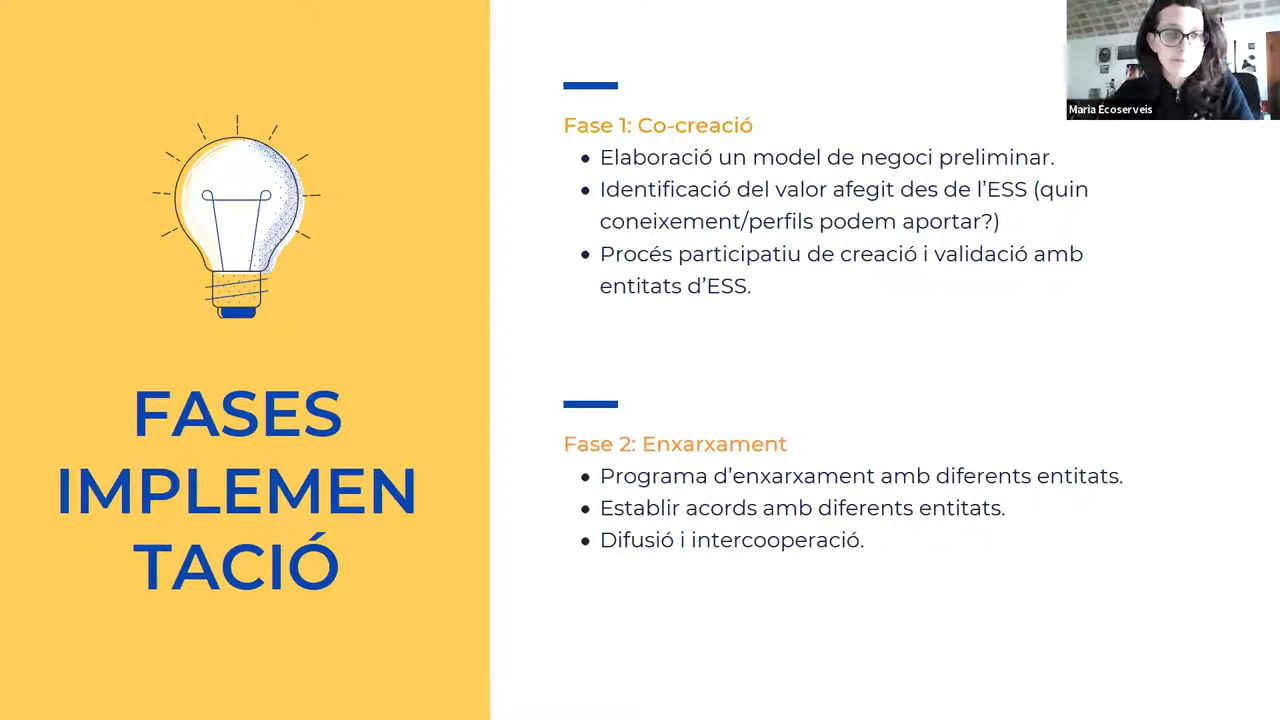 FASES
IMPLEMEN
TACIÓ
Fase 1: Co-creació
• Elaboració un model de negoci preliminar.
• Identificació del valor afegit des de l’ESS (quin
coneixement/perfils podem aportar?)
• Procés participatiu de creació i validació amb
entitats d’ESS.
Fase 2: Enxarxament
• Programa d’enxarxament amb diferents entitats.
• Establir acords amb diferents entitats.
• Difusió i intercooperació.
Maria Ecoserveis